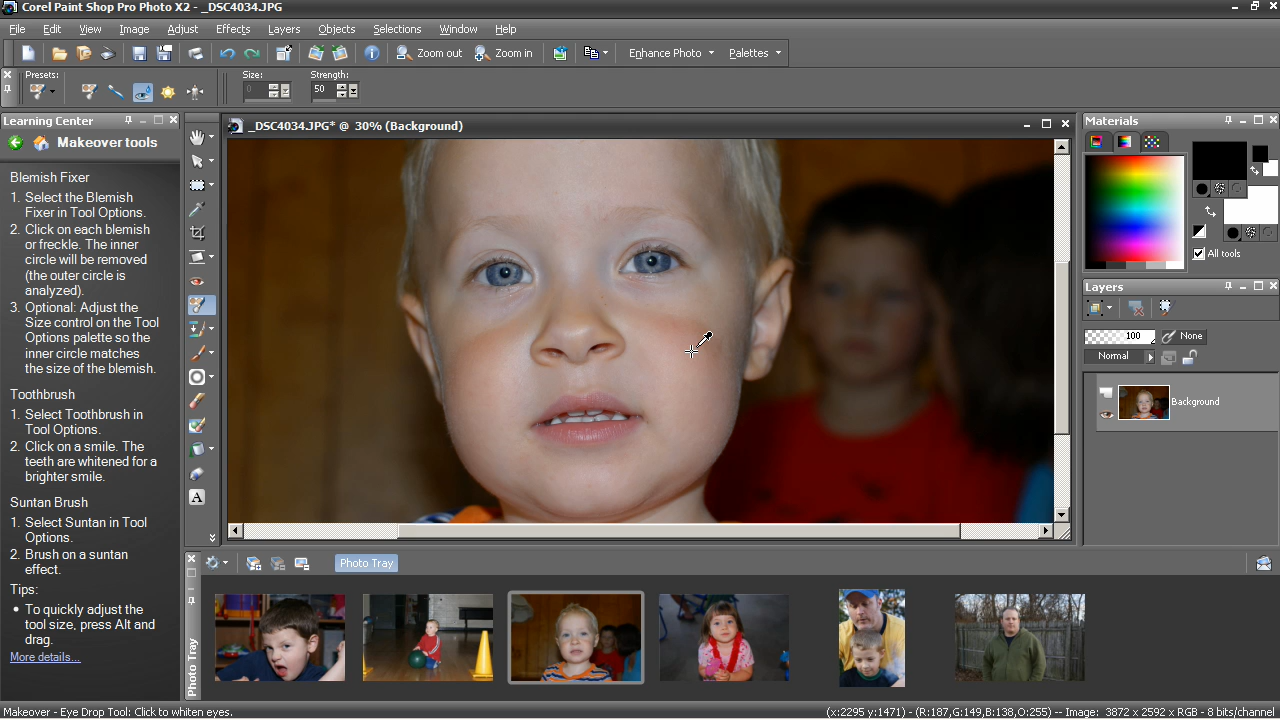 Corel Paint Shop Pro Photo X2 - _DSC4034.JPG
File Edit View Image Adjust Effects Layers Objects Selections Window Help
Zoom out Zoom in Enhance Photo Palettes
Presets: Size: Strength:
0 50
Learning Center
Makeover tools
Blemish Fixer
1. Select the Blemish
Fixer in Tool Options.
2. Click on each blemish
or freckle. The inner
circle will be removed
(the outer circle is
analyzed).
3. Optional: Adjust the
Size control on the Tool
Options palette so the
inner circle matches
the size of the blemish.
Toothbrush
1. Select Toothbrush in
Tool Options.
2. Click on a smile. The
teeth are whitened for a
brighter smile.
Suntan Brush
1. Select Suntan in Tool
Options.
2. Brush on a suntan
effect.
Tips:
• To quickly adjust the
tool size, press Alt and
drag.
More details...
A
_DSC4034.JPG* @ 30% (Background)
Materials
All tools
Layers
100 None
Normal
Background
Photo Tray
Photo Tray
Makeover - Eye Drop Tool: Click to whiten eyes.
(x:2295 y:1471) - (R:187,G:149,B:138,O:255) -- Image: 3872 x 2592 x RGB - 8 bits/channel